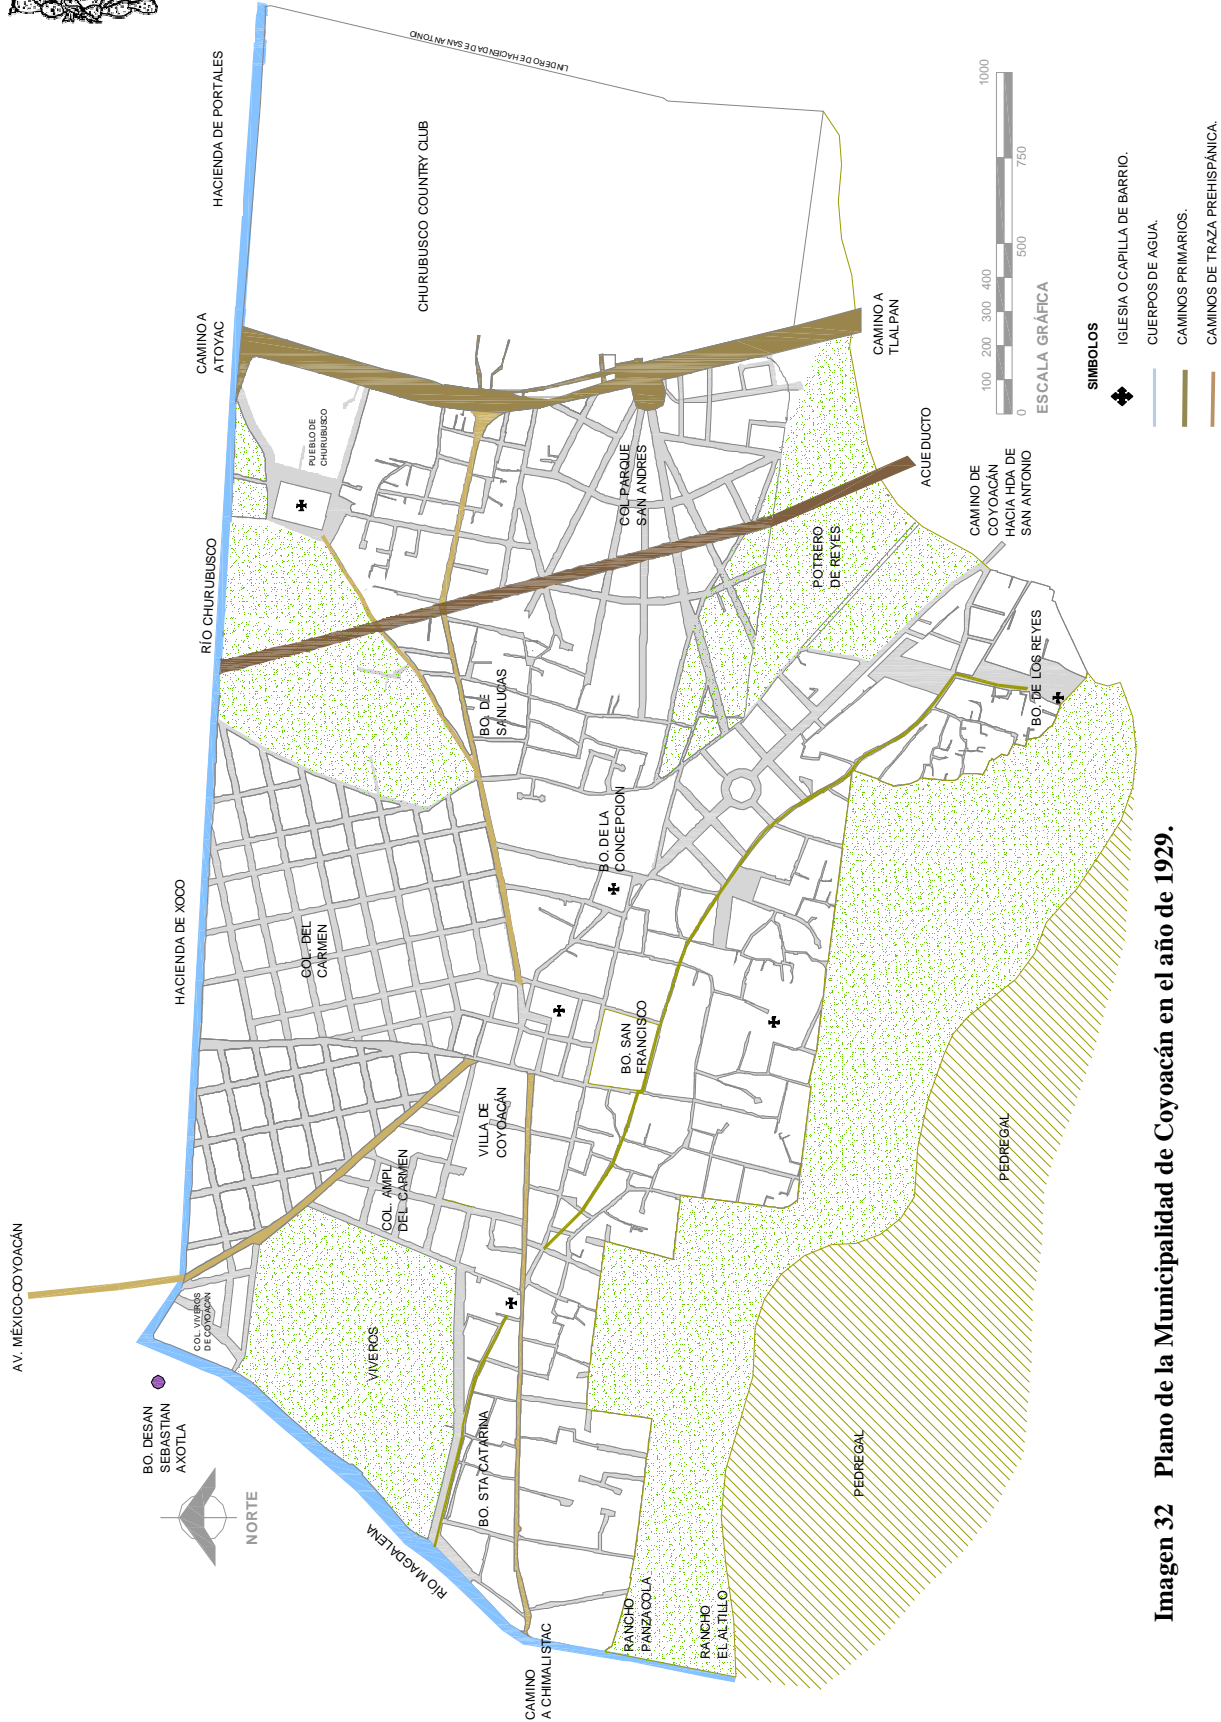 AV. MÉXICO-COYOACÁN
BO. DE SAN
SEBASTIAN
AXOTLA
NORTE
COL. VIVEROS
DE COYOACAN
HACIENDA DE XOCO
RÍO CHURUBUSCO
CAMINO A
ATOYAC
HACIENDA DE PORTALES
LINDERO DE HACIENDA DE SAN ANTONIO
CHURUBUSCO COUNTRY CLUB
PUEBLO DE
CHURUBUSCO
COL. DEL
CARMEN
COL. AMPL
DEL CARMEN
VIVEROS
RÍO MAGDALENA
BO. STA CATARINA
VILLA DE
COYOACÁN
BO. DE
SAN LUCAS
COL PARQUE
SAN ANDRES
BO. DE LA
CONCEPCION
BO. SAN
FRANCISCO
POTRERO
DE REYES
CAMINO A
TLALPAN
ACUEDUCTO
CAMINO DE
COYOACÁN
HACIA HDA DE
SAN ANTONIO
BO. DE LOS REYES
CAMINO
A CHIMALISTAC
RANCHO
PANZACOLA
RANCHO
EL ALTILLO
PEDREGAL
PEDREGAL
0 100 200 300 400 500 750 1000
ESCALA GRÁFICA
SIMBOLOS
IGLESIA O CAPILLA DE BARRIO.
CUERPOS DE AGUA.
CAMINOS PRIMARIOS.
CAMINOS DE TRAZA PREHISPÁNICA.
Imagen 32 Plano de la Municipalidad de Coyoacán en el año de 1929.